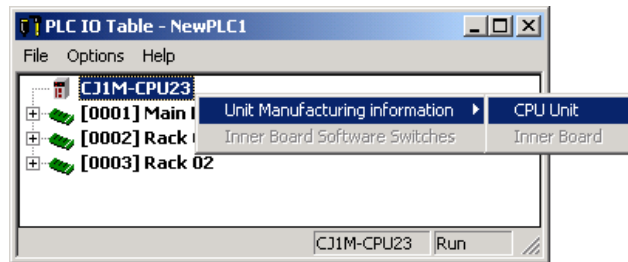 PLC IO Table - NewPLC1
File Options Help
CJ1M-CPU23
[0001] Main
Unit Manufacturing information
CPU Unit
[0002] Rack
Inner Board Software Switches
Inner Board
[0003] Rack 02
CJ1M-CPU23 Run